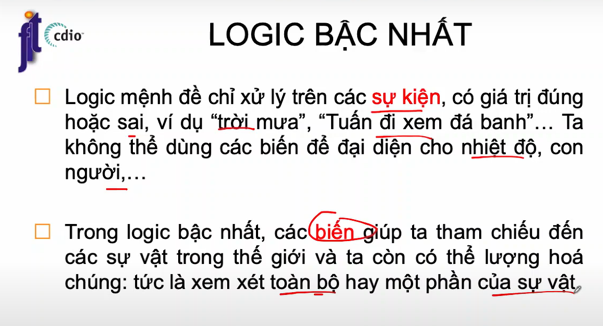 jt cdio
LOGIC BẬC NHẤT
Logic mệnh đề chỉ xử lý trên các sự kiện, có giá trị đúng
hoặc sai, ví dụ “trời mưa”, “Tuấn đi xem đá banh”... Ta
không thể dùng các biến để đại diện cho nhiệt độ, con
người,...
Trong logic bậc nhất, các biến giúp ta tham chiếu đến
các sự vật trong thế giới và ta còn có thể lượng hoá
chúng: tức là xem xét toàn bộ hay một phần của sự vật.